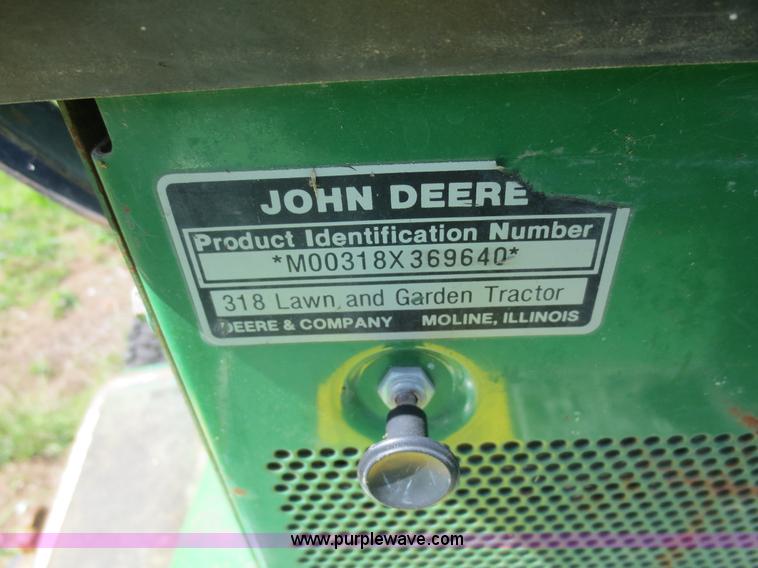 JOHN DEERE
Product Identification Number
*M00318X369640*
318 Lawn and Garden Tractor
DEERE & COMPANY MOLINE, ILLINOIS
www.purplewave.com